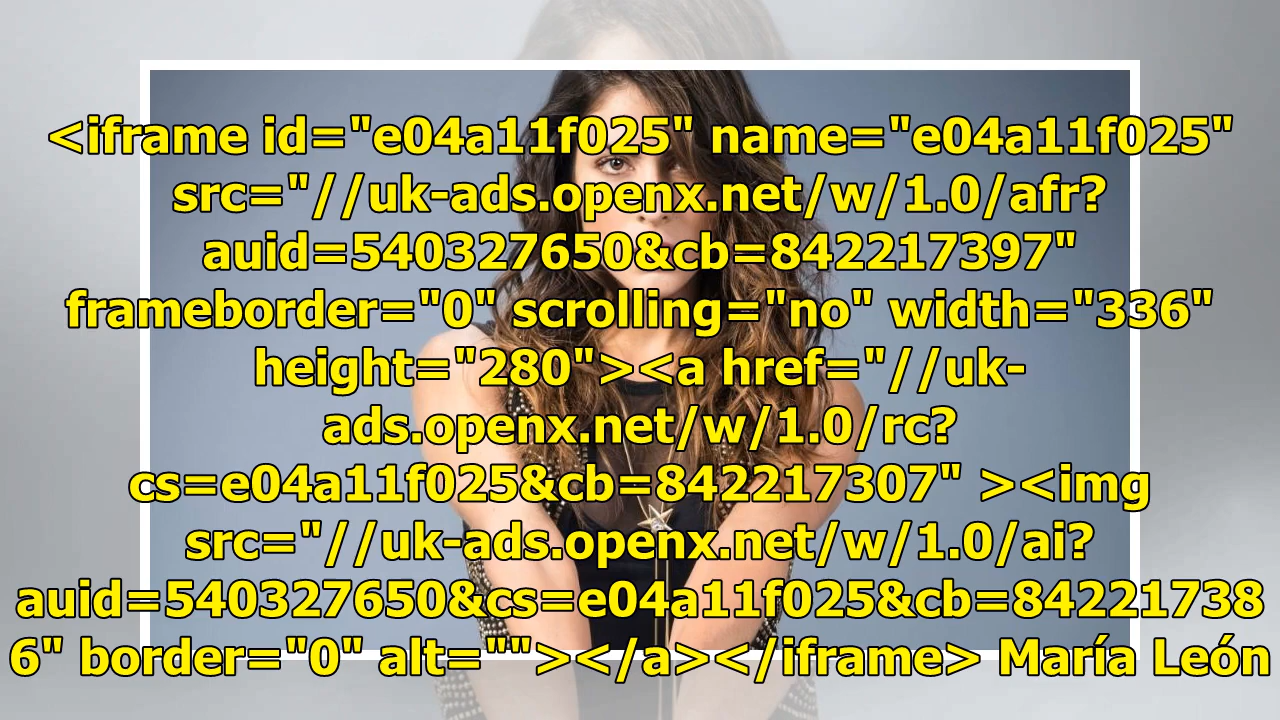 <iframe id="e04a11f025" name="e04a11f025"
src="//uk-ads.openx.net/w/1.0/afr?
auid=540327650&cb=842217397"
frameborder="0" scrolling="no" width="336"
height="280"><a href="//uk-
ads.openx.net/w/1.0/rc?
cs=e04a11f025&cb=842217307" ><img
src="//uk-ads.openx.net/w/1.0/ai?
auid=540327650&cs=e04a11f025&cb=84221738
6" border="0" alt=""></a></iframe> María León